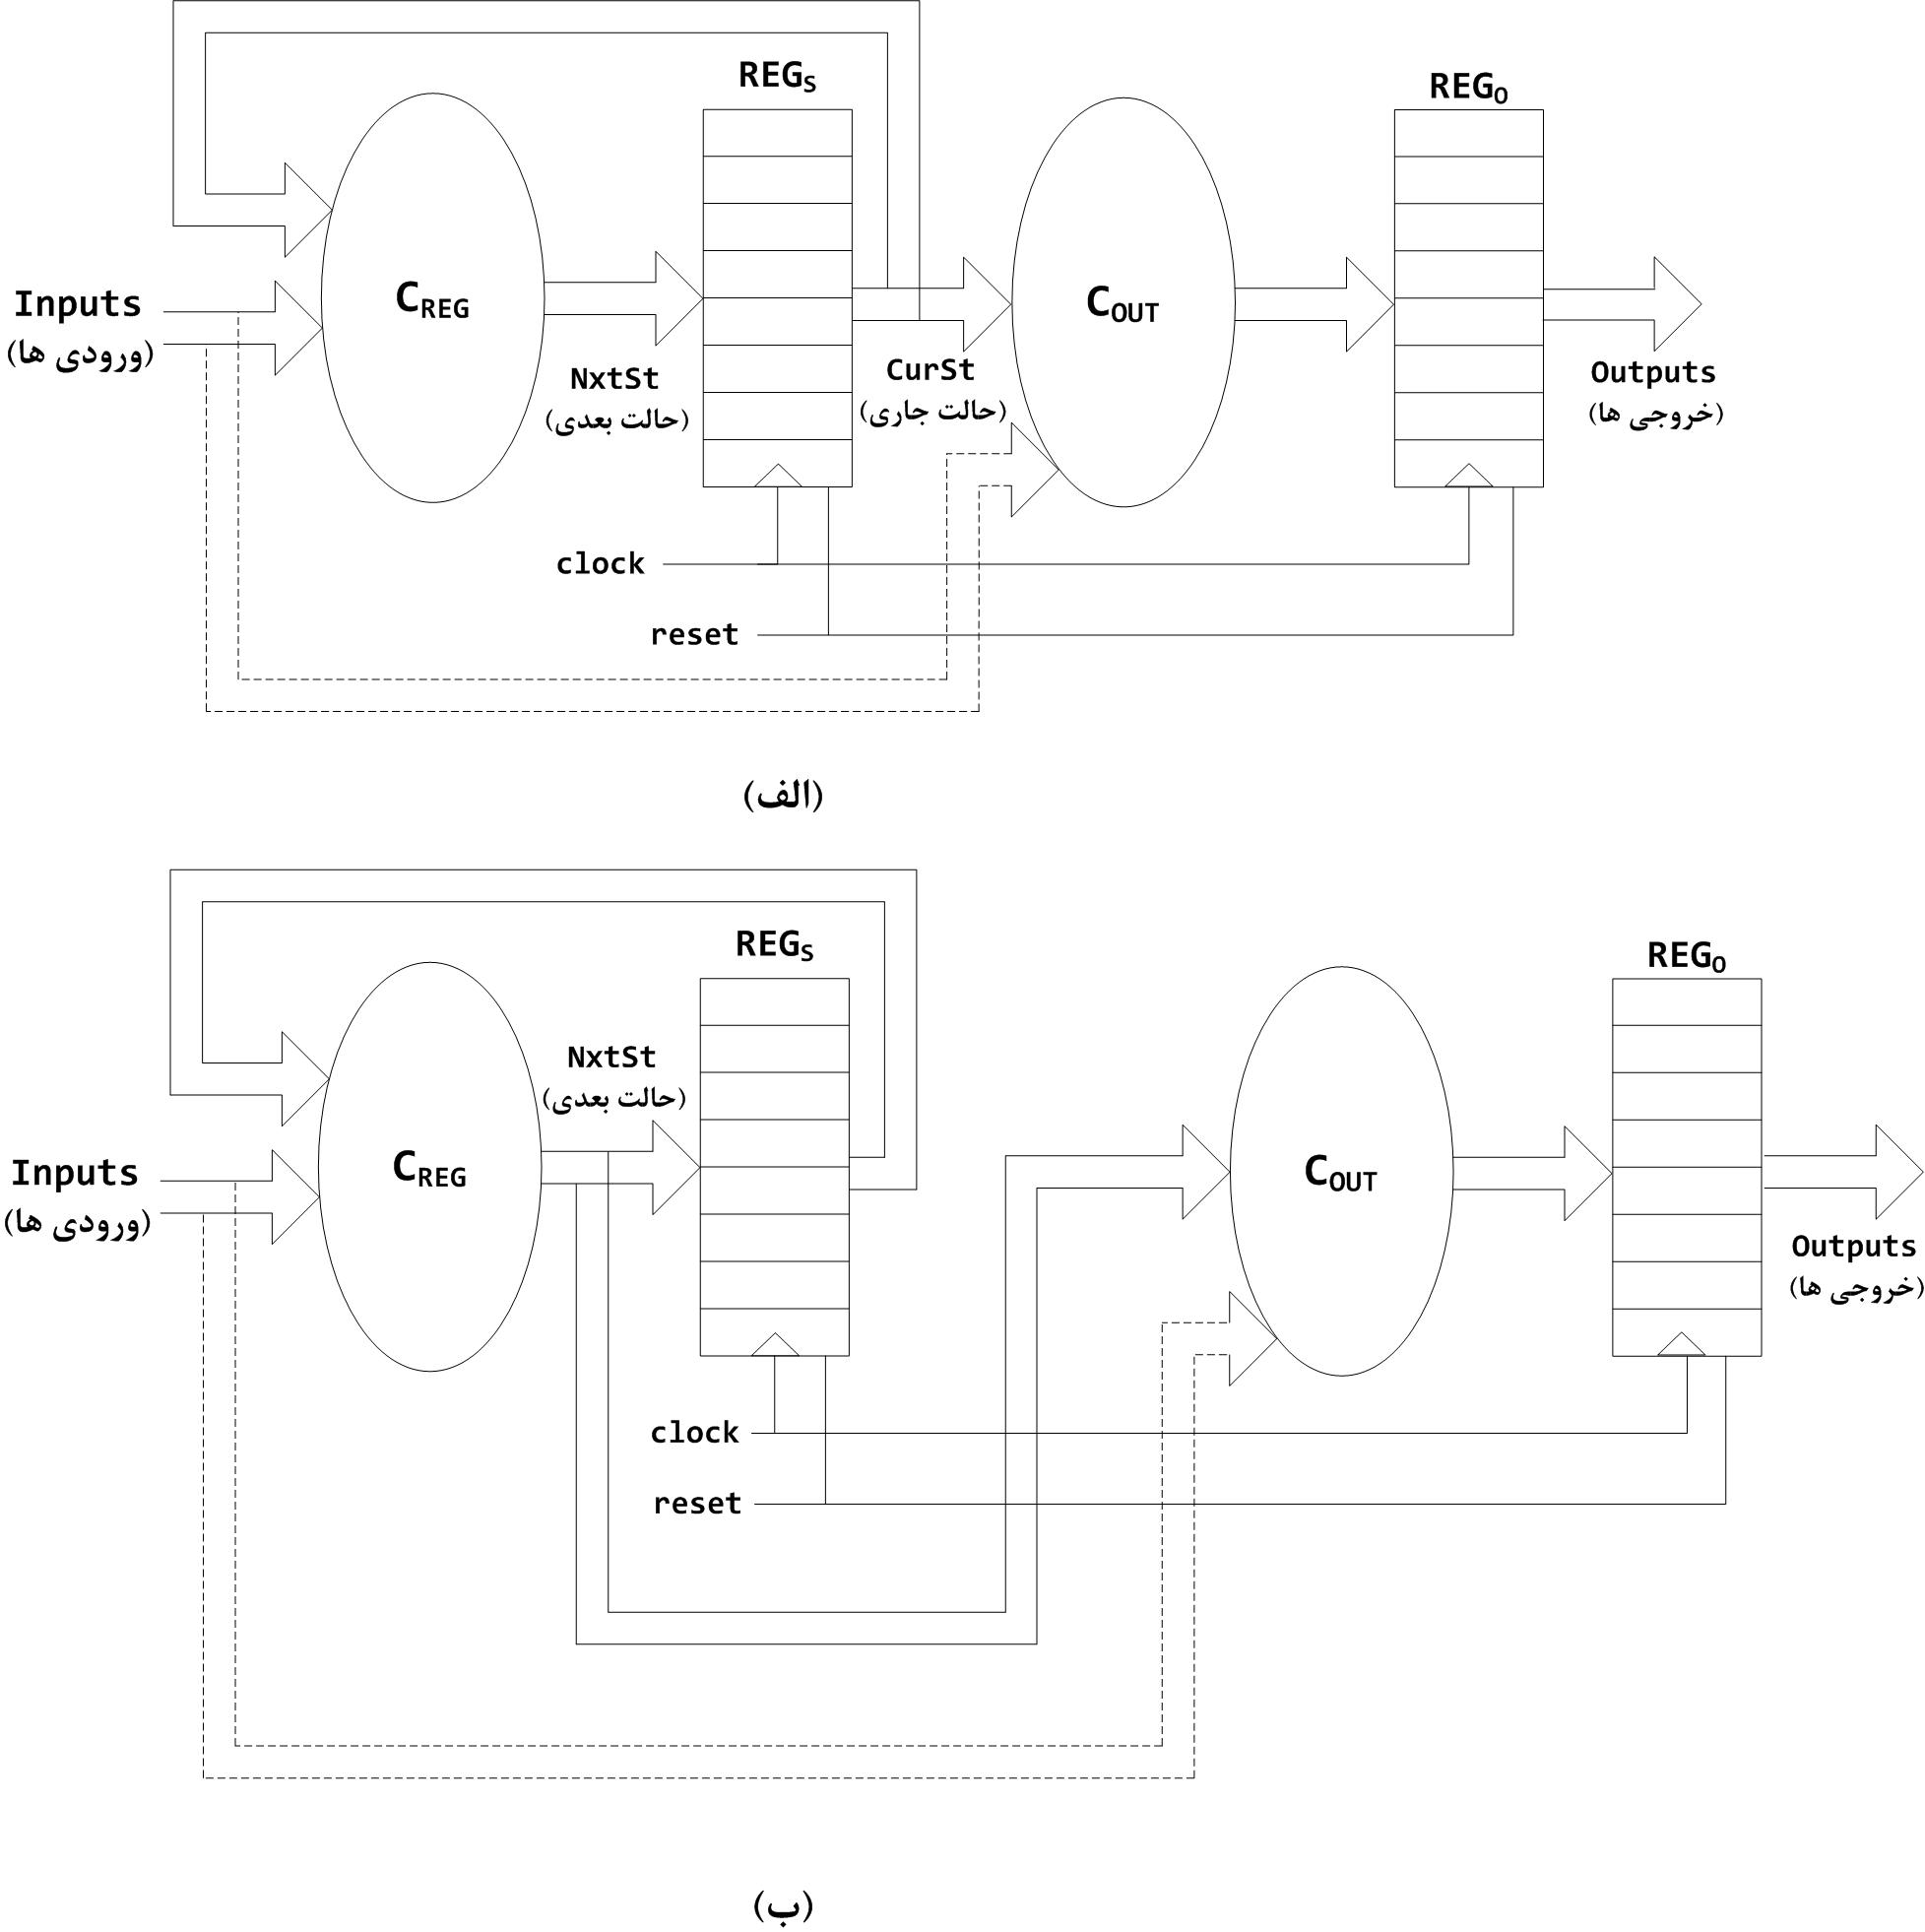 REGS
REGO
CREG
COUT
Inputs
(ورودی ها)
NxtSt
(حالت بعدی)
CurSt
(حالت جاری)
Outputs
(خروجی ها)
clock
reset
(الف)
REGS
REGO
NxtSt
(حالت بعدی)
CREG
COUT
Inputs
(ورودی ها)
Outputs
(خروجی ها)
clock
reset
(ب)